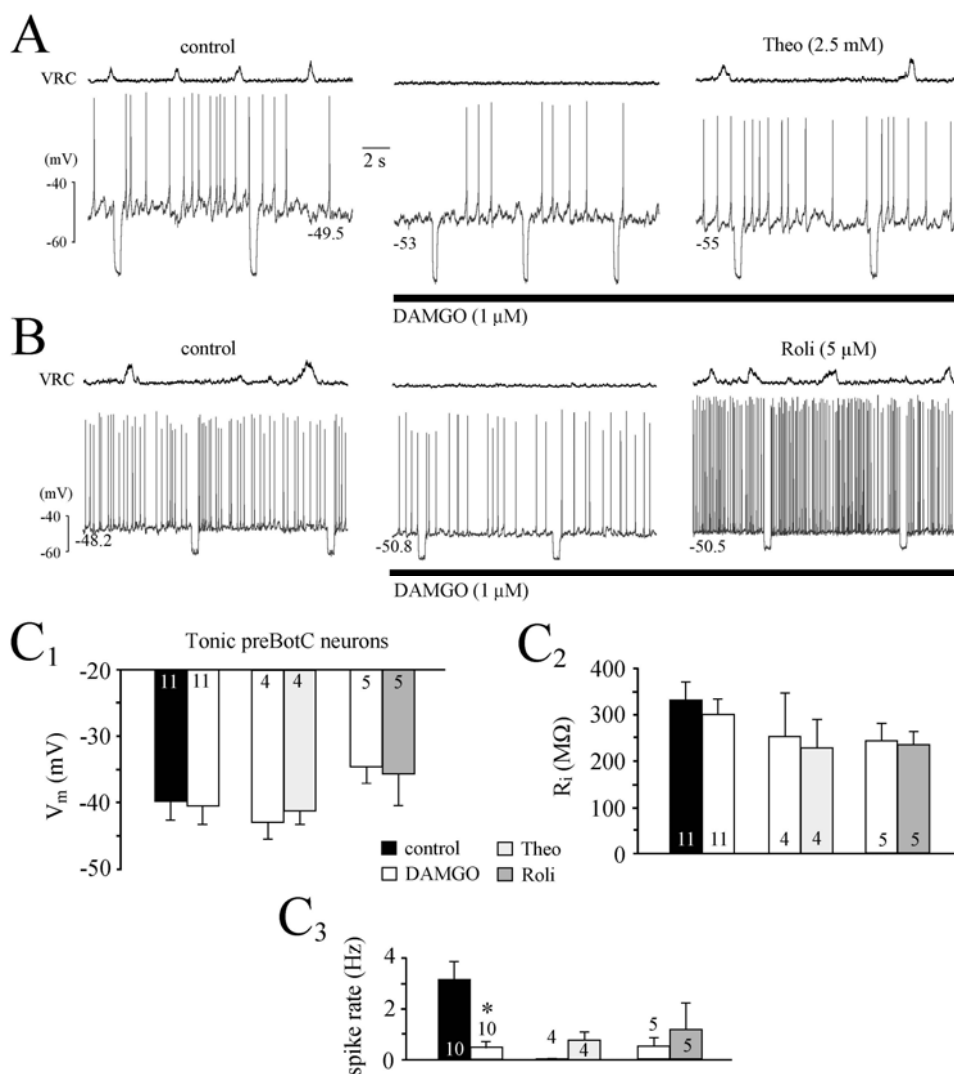 A
control
Theo (2.5 mM)
VRC
(mV)
-40
-60
2 s
-49.5
-53
-55
DAMGO (1 µM)
B
control
Roli (5 µM)
VRC
(mV)
-40
-60
-48.2
-50.8
-50.5
DAMGO (1 µM)
C1
Tonic preBotC neurons
-20
-30
-40
-50
Vm (mV)
11 11 4 4 5 5
control
DAMGO
Theo
Roli
C2
400
300
200
100
0
Ri (MΩ)
11 11 4 4 5 5
C3
4
2
0
spike rate (Hz)
*
10 10 4 4 5 5